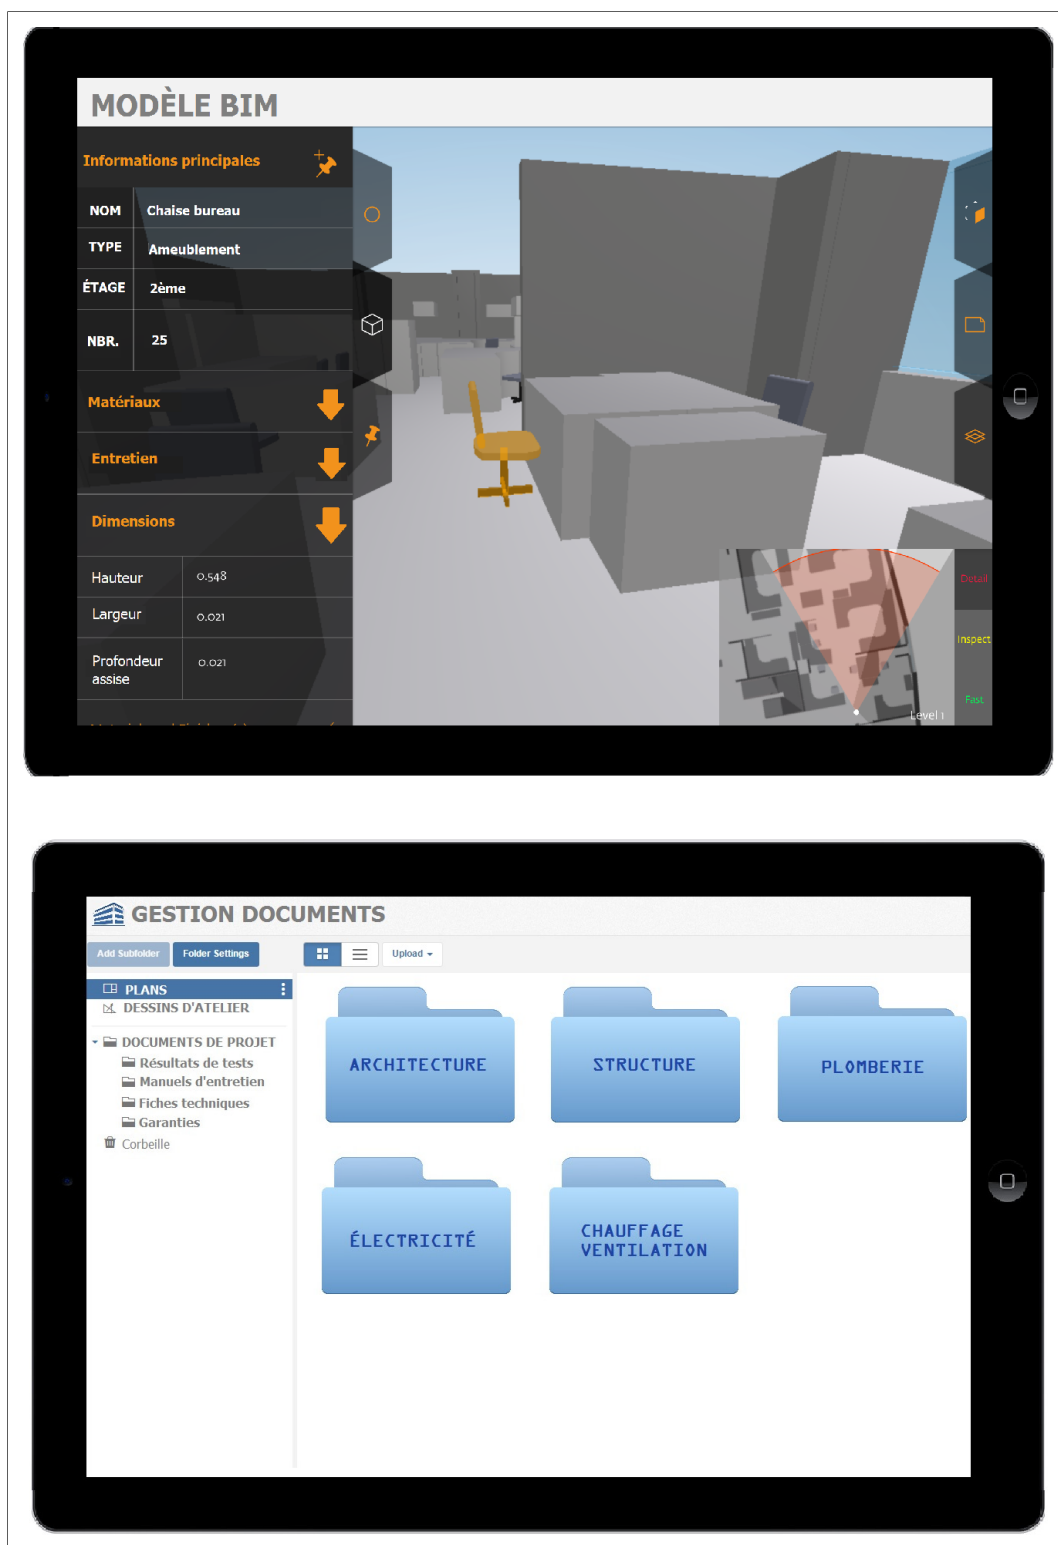 MODÈLE BIM
Informations principales
NOM Chaise bureau
TYPE Ameublement
ÉTAGE 2ème
NBR. 25
Matériaux
Entretien
Dimensions
Hauteur 0.548
Largeur 0.021
Profondeur assise 0.021
Detail
Inspect
Fast
Level 1
GESTION DOCUMENTS
Add Subfolder Folder Settings Upload
PLANS
DESSINS D'ATELIER
DOCUMENTS DE PROJET
Résultats de tests
Manuels d'entretien
Fiches techniques
Garanties
Corbeille
ARCHITECTURE STRUCTURE PLOMBERIE
ÉLECTRICITÉ CHAUFFAGE
VENTILATION